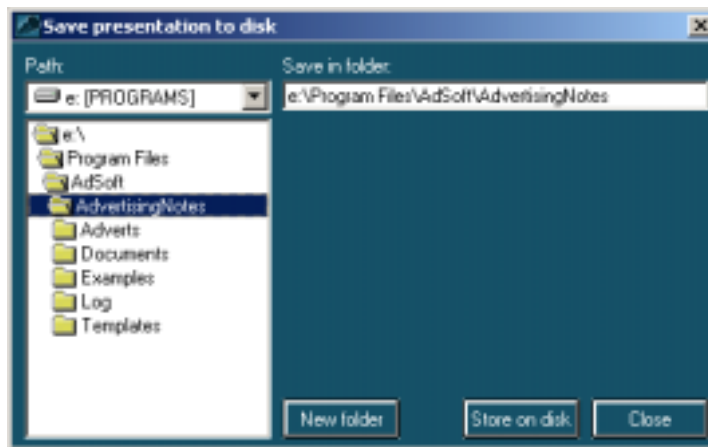 Save presentation to disk
Path:
Save in folder:
e: [PROGRAMS]
e:\Program Files\AdSoft\AdvertisingNotes
e:\
Program Files
AdSoft
AdvertisingNotes
Adverts
Documents
Examples
Log
Templates
New folder
Store on disk
Close